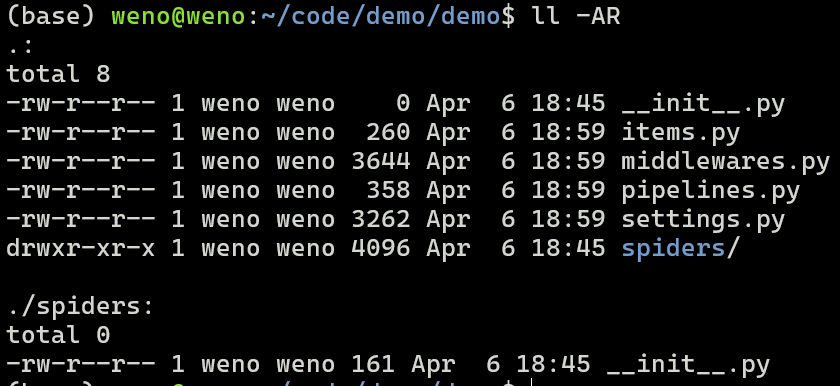 (base) weno@weno:~/code/demo/demo$ ll -AR
.:
total 8
-rw-r--r-- 1 weno weno    0 Apr  6 18:45 __init__.py
-rw-r--r-- 1 weno weno  260 Apr  6 18:59 items.py
-rw-r--r-- 1 weno weno 3644 Apr  6 18:59 middlewares.py
-rw-r--r-- 1 weno weno  358 Apr  6 18:59 pipelines.py
-rw-r--r-- 1 weno weno 3262 Apr  6 18:59 settings.py
drwxr-xr-x 1 weno weno 4096 Apr  6 18:45 spiders/

./spiders:
total 0
-rw-r--r-- 1 weno weno 161 Apr  6 18:45 __init__.py